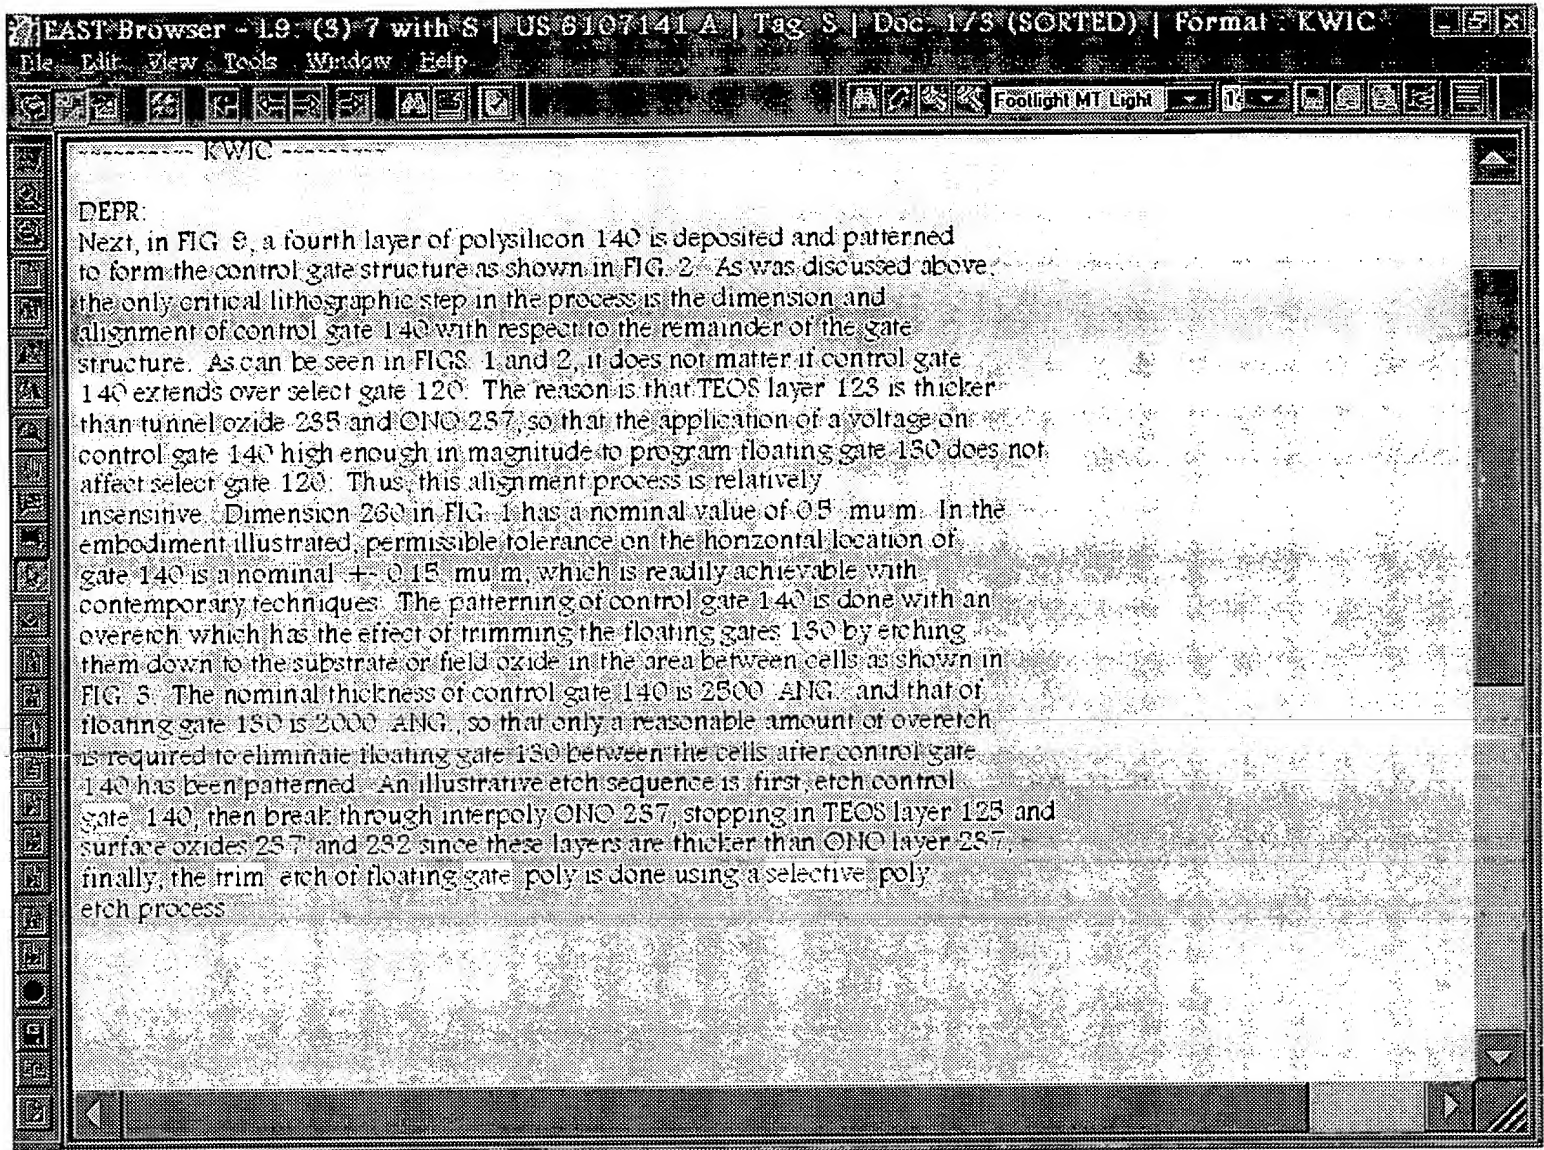 EAST Browser - L9: (3) 7 with 8 | US 6107141 A | Tag: S | Doc: 1/3 (SORTED) | Format : KWIC
File Edit View Tools Window Help
Footlight MT Light
---------- KWIC ----------
DEPR:
Next, in FIG. 9, a fourth layer of polysilicon 140 is deposited and patterned
to form the control gate structure as shown in FIG. 2. As was discussed above,
the only critical lithographic step in the process is the dimension and
alignment of control gate 140 with respect to the remainder of the gate
structure. As can be seen in FIGS. 1 and 2, it does not matter if control gate
140 extends over select gate 120. The reason is that TEOS layer 123 is thicker
than tunnel oxide 235 and ONO 237, so that the application of a voltage on
control gate 140 high enough in magnitude to program floating gate 130 does not
affect select gate 120. Thus, this alignment process is relatively
insensitive. Dimension 260 in FIG. 1 has a nominal value of 0.5 .mu.m. In the
embodiment illustrated, permissible tolerance on the horizontal location of
gate 140 is a nominal .+-. 0.15 .mu.m, which is readily achievable with
contemporary techniques. The patterning of control gate 140 is done with an
overetch which has the effect of trimming the floating gates 130 by etching
them down to the substrate or field oxide in the area between cells as shown in
FIG. 3. The nominal thickness of control gate 140 is 2500 .ANG. and that of
floating gate 130 is 2000 .ANG., so that only a reasonable amount of overetch
is required to eliminate floating gate 130 between the cells after control gate
140 has been patterned. An illustrative etch sequence is: first, etch control
gate 140, then break through interpoly ONO 237, stopping in TEOS layer 125 and
surface oxides 237' and 232 since these layers are thicker than ONO layer 237;
finally, the trim etch of floating gate poly is done using a selective poly
etch process.